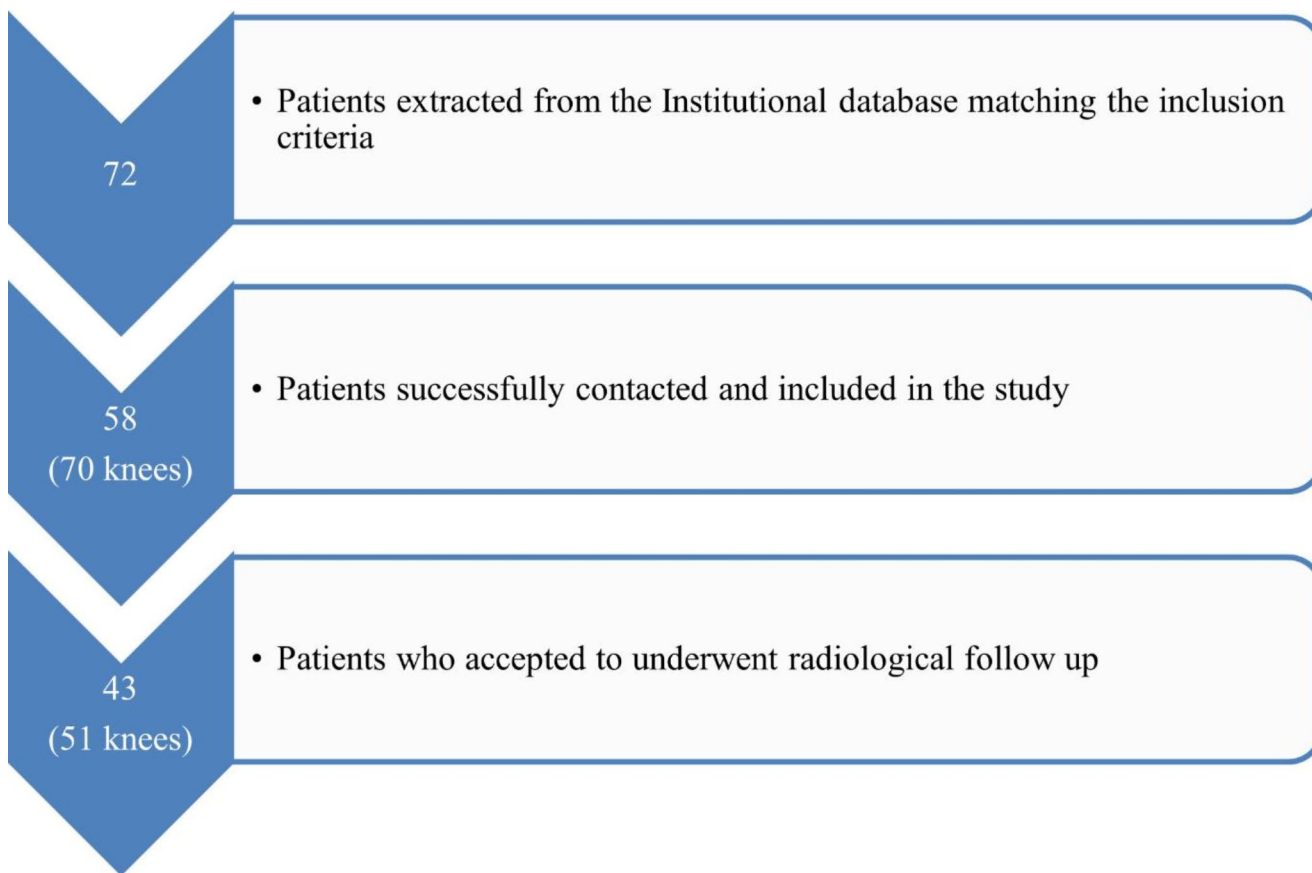 72
• Patients extracted from the Institutional database matching the inclusion
criteria
58
(70 knees)
• Patients successfully contacted and included in the study
43
(51 knees)
• Patients who accepted to underwent radiological follow up